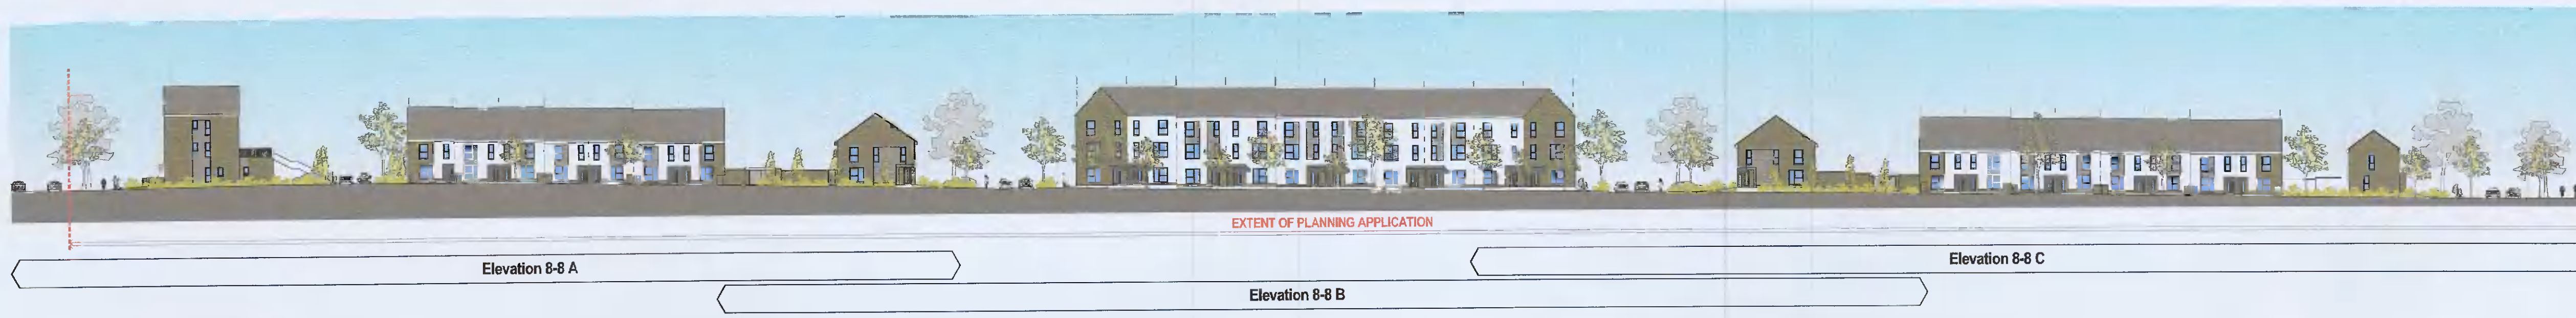 EXTENT OF PLANNING APPLICATION
Elevation 8-8 A
Elevation 8-8 C
Elevation 8-8 B